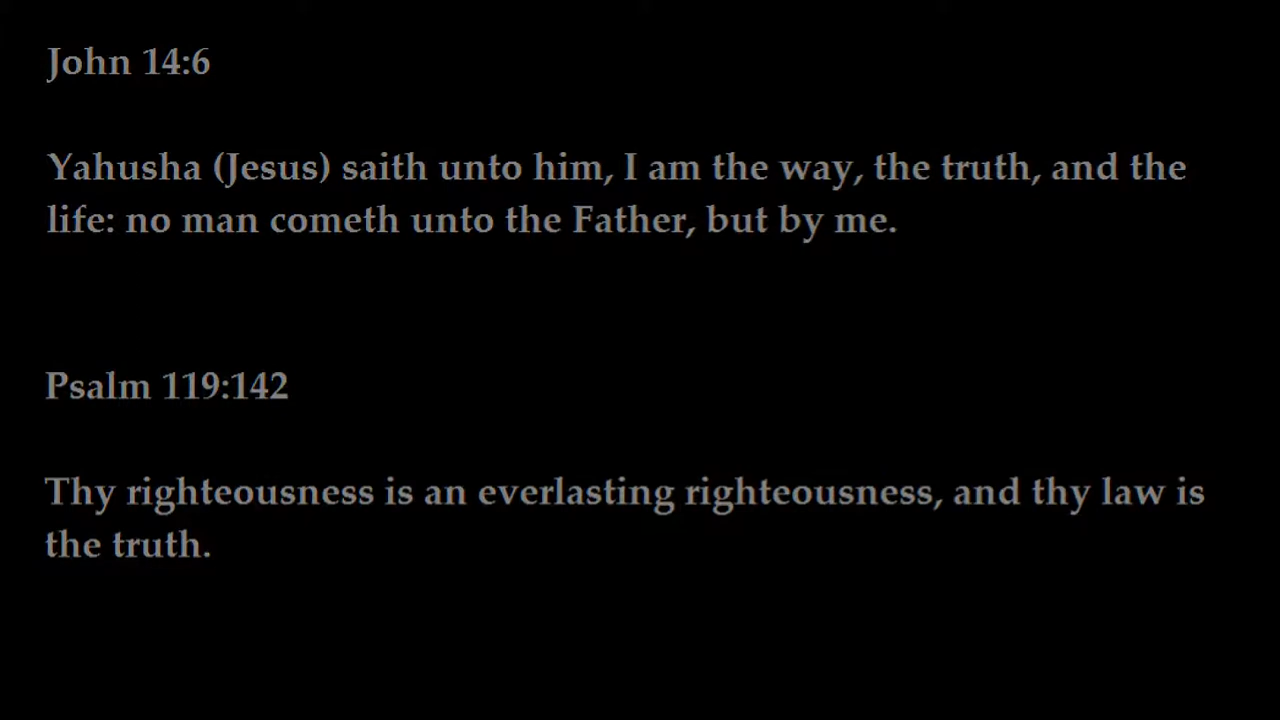 John 14:6
Yahusha (Jesus) saith unto him, I am the way, the truth, and the
life: no man cometh unto the Father, but by me.
Psalm 119:142
Thy righteousness is an everlasting righteousness, and thy law is
the truth.